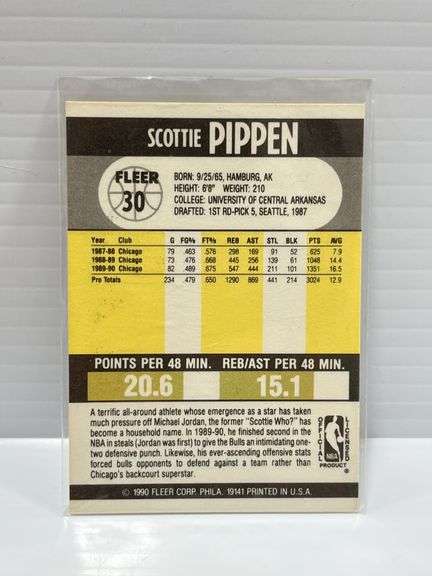 SCOTTIE PIPPEN
FLEER
30
BORN: 9/25/65, HAMBURG, AK
HEIGHT: 6'8" WEIGHT: 210
COLLEGE: UNIVERSITY OF CENTRAL ARKANSAS
DRAFTED: 1ST RD-PICK 5, SEATTLE, 1987
Year Club G FG% FT% REB AST STL BLK PTS AVG
1987-88 Chicago 79 .463 .576 298 169 91 52 625 7.9
1988-89 Chicago 73 .476 .668 445 256 139 61 1048 14.4
1989-90 Chicago 82 .489 .675 547 444 211 101 1351 16.5
Pro Totals 234 .479 .650 1290 869 441 214 3024 12.9
POINTS PER 48 MIN. REB/AST PER 48 MIN.
20.6 15.1
A terrific all-around athlete whose emergence as a star has
taken much pressure off Michael Jordan, the former "Scottie Who?" has
become a household name. In 1989-90, he finished second in the
NBA in steals (Jordan was first) to give the Bulls an intimidating one-
two defensive punch. Likewise, his ever-ascending offensive stats
forced bulls opponents to defend against a team rather than
Chicago's backcourt superstar.
OFFICIAL
NBA
LICENSED
PRODUCT ®
© 1990 FLEER CORP. PHILA. 19141 PRINTED IN U.S.A.